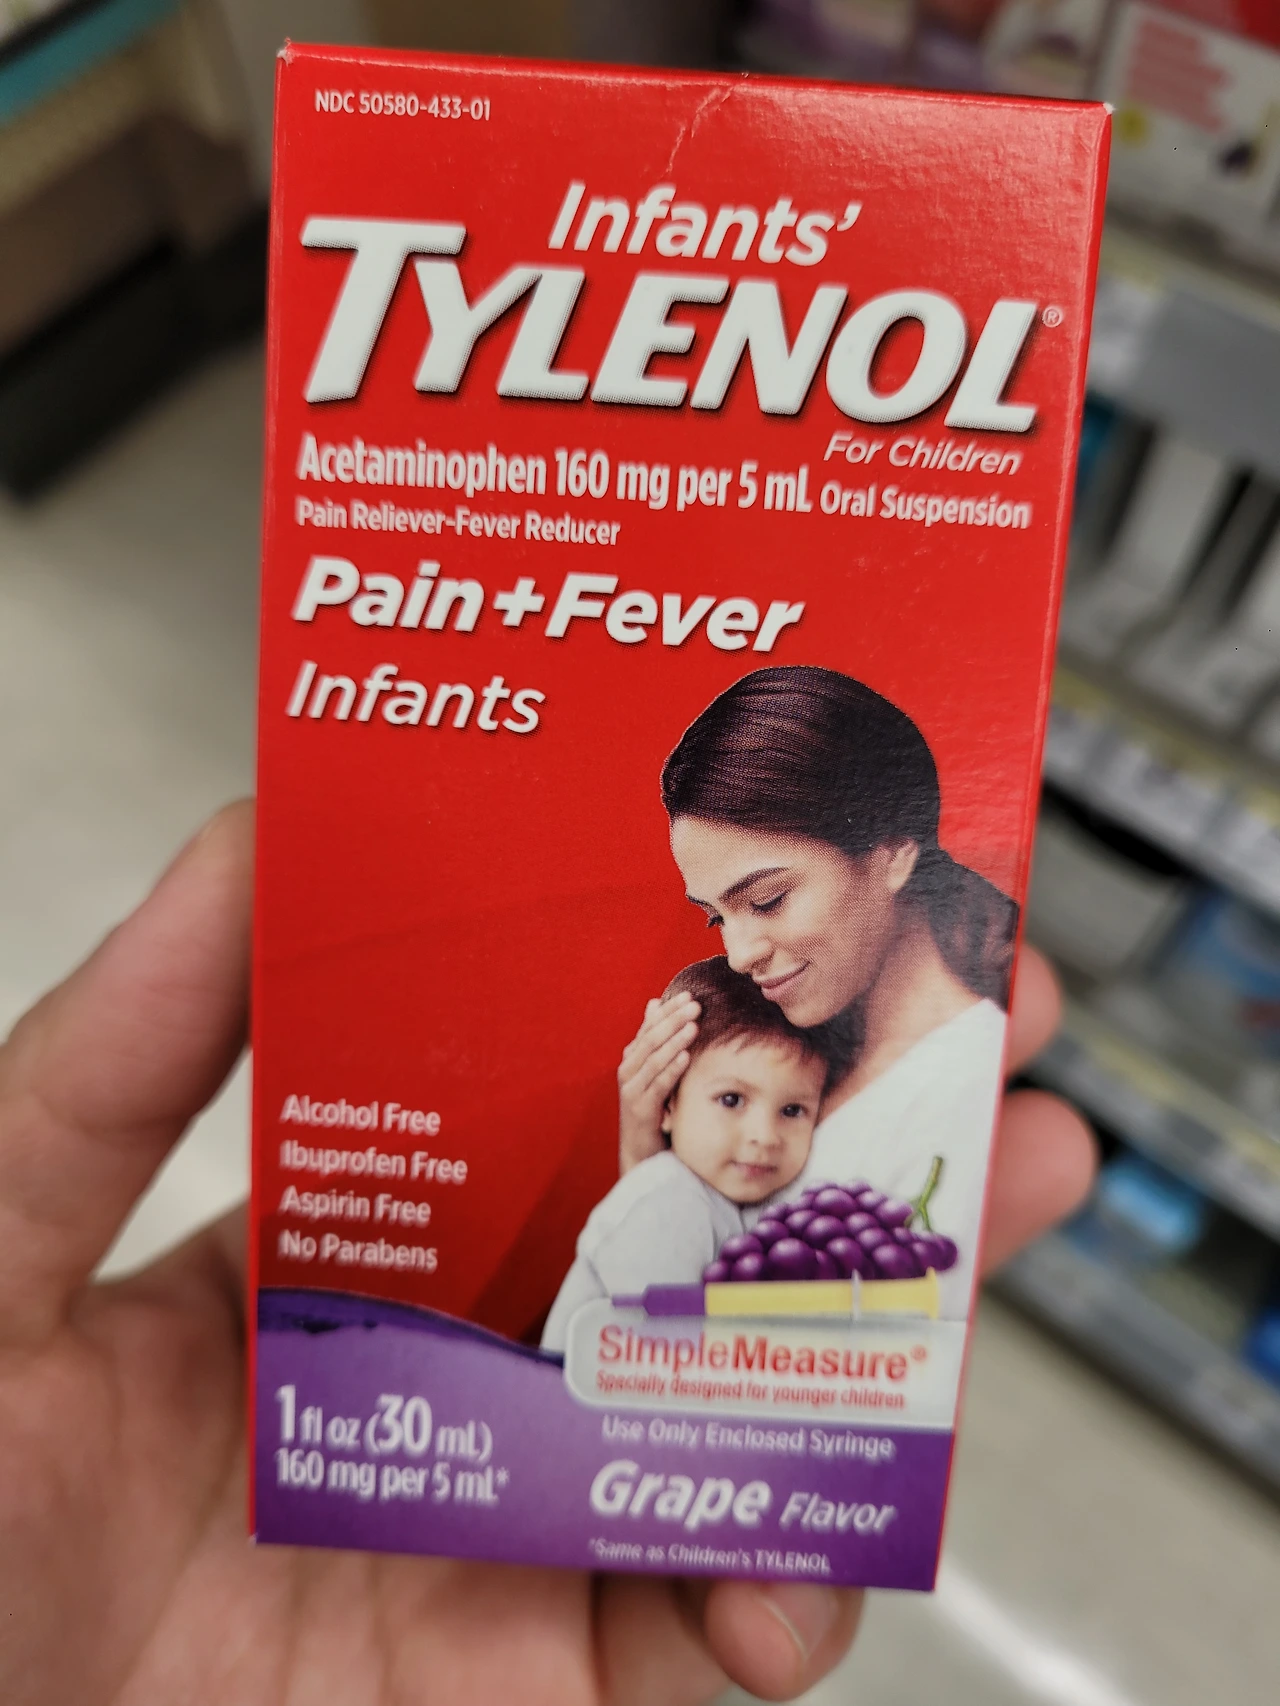 NDC 50580-433-01
Infants’
TYLENOL®
For Children
Acetaminophen 160 mg per 5 mL Oral Suspension
Pain Reliever-Fever Reducer
Pain+Fever
Infants
Alcohol Free
Ibuprofen Free
Aspirin Free
No Parabens
SimpleMeasure®
Specially designed for younger children
Use Only Enclosed Syringe
1 fl oz (30 mL)
160 mg per 5 mL*
Grape Flavor
*Same as Children's TYLENOL